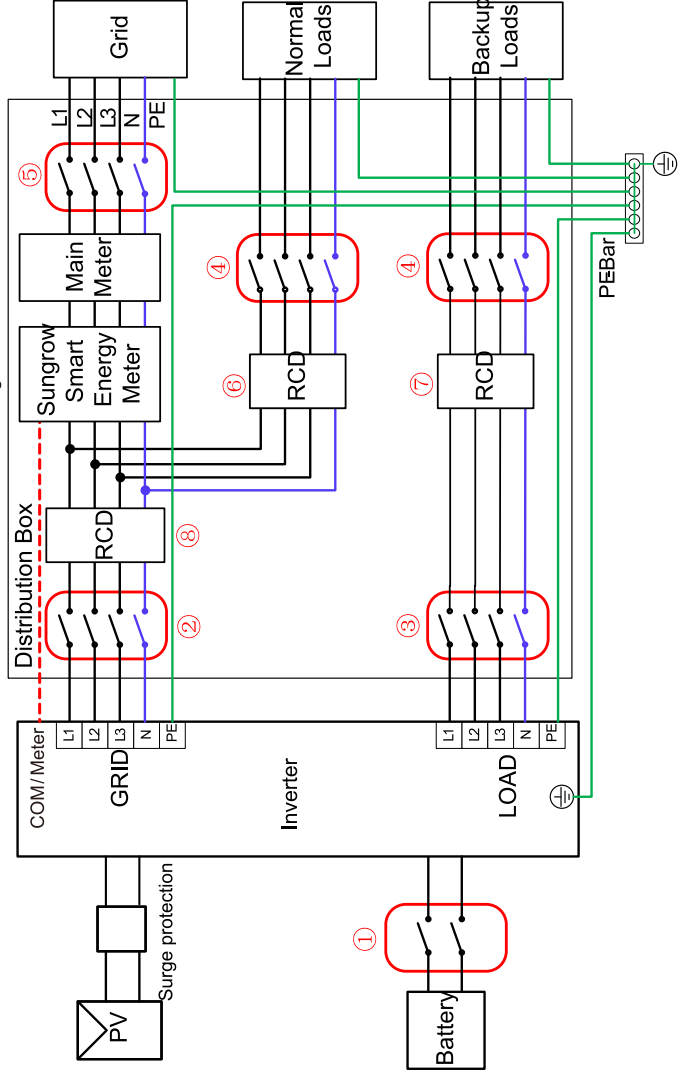 Grid
Normal
Loads
Backup
Loads
L1
L2
L3
N
PE
⑤
Main
Meter
④
④
PEBar
Sungrow
Smart
Energy
Meter
⑥
RCD
⑦
RCD
Distribution Box
RCD
⑧
②
③
COM/Meter
L1
L2
L3
N
PE
GRID
Inverter
L1
L2
L3
N
PE
LOAD
Surge protection
PV
①
Battery